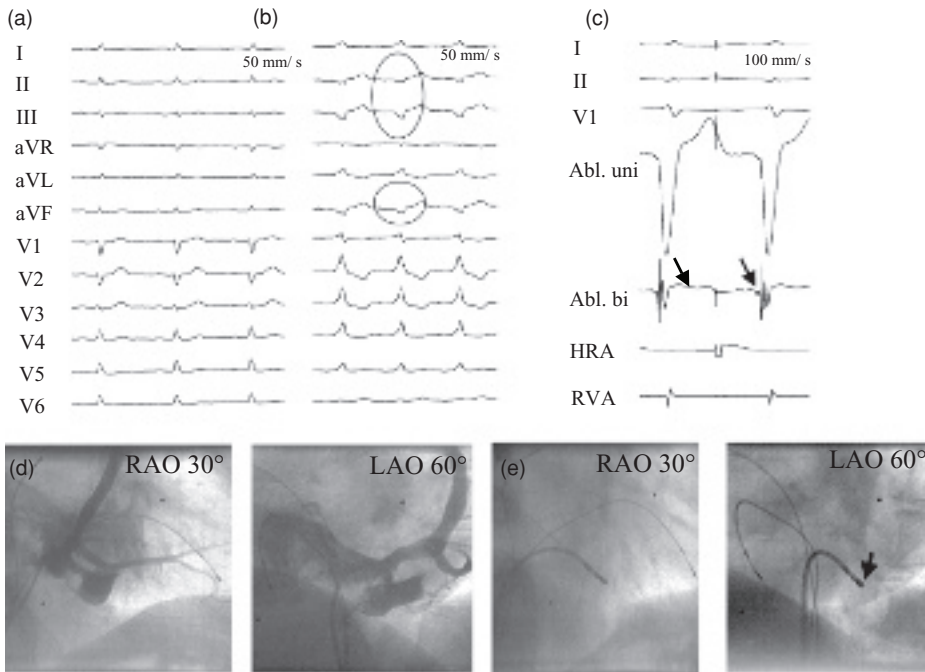 (a)
I
II
III
aVR
aVL
aVF
V1
V2
V3
V4
V5
V6
50 mm/ s
(b)
50 mm/ s
(c)
I
100 mm/ s
II
V1
Abl. uni
Abl. bi
HRA
RVA
(d)
RAO 30°
LAO 60°
(e)
RAO 30°
LAO 60°